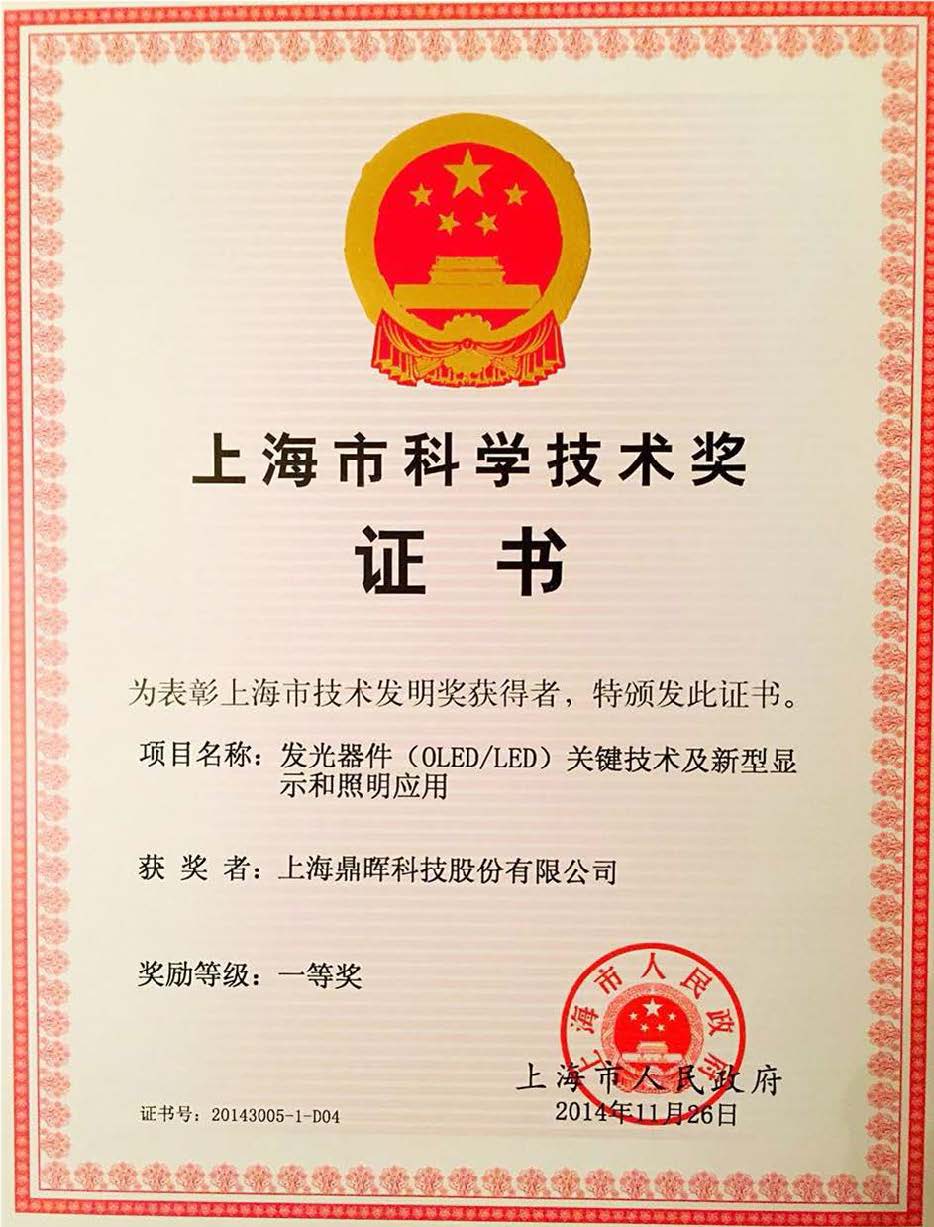 上海市科学技术奖
证 书
为表彰上海市技术发明奖获得者，特颁发此证书。
项目名称：发光器件（OLED/LED）关键技术及新型显
示和照明应用
获 奖 者：上海鼎晖科技股份有限公司
奖励等级：一等奖
上海市人民政府
上海市人民政府
2014年11月26日
证书号：20143005-1-D04